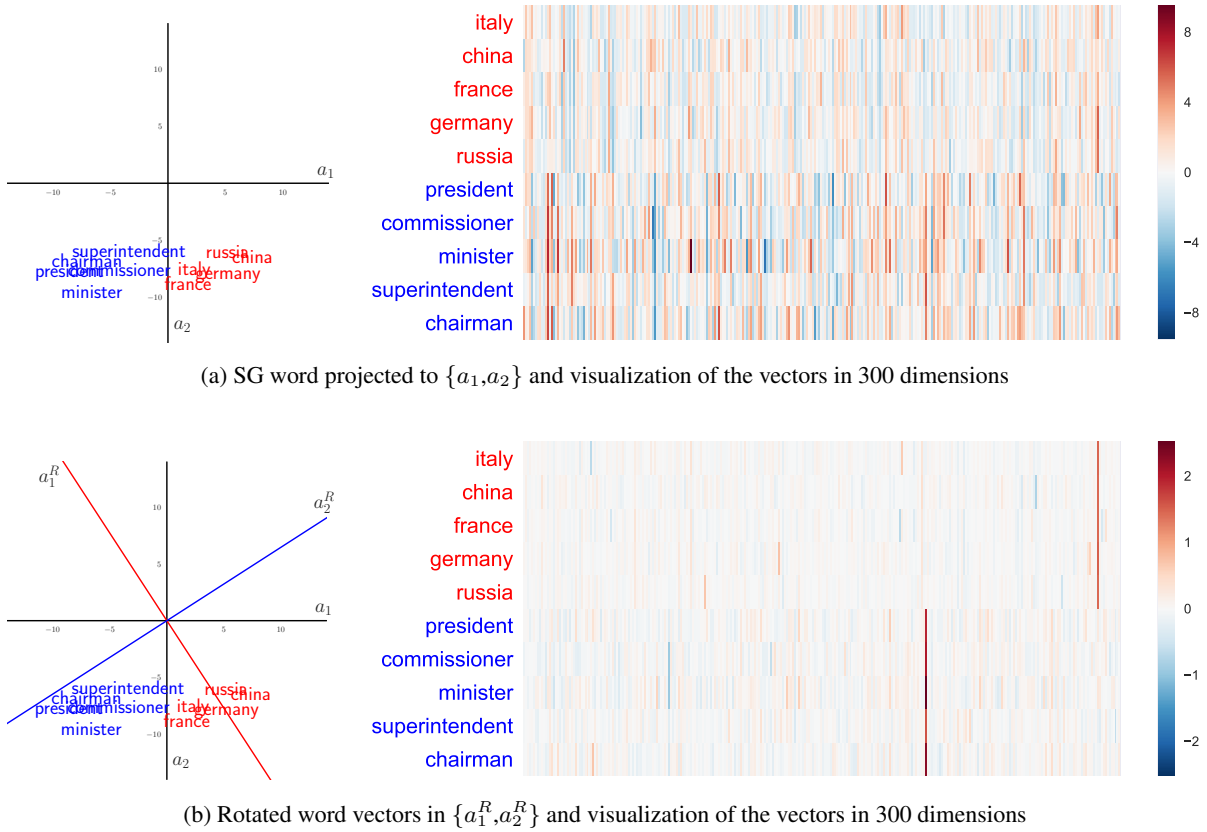 10
5
a₁
−10
−5
5
10
−5
superintendent
russia
chairman
china
president
commissioner
italy
germany
france
minister
−10
a₂
italy
china
france
germany
russia
president
commissioner
minister
superintendent
chairman
8
4
0
−4
−8
(a) SG word projected to {a₁,a₂} and visualization of the vectors in 300 dimensions
a₁ᴿ
a₂ᴿ
10
5
a₁
−10
−5
5
10
−5
superintendent
russia
chairman
china
president
commissioner
italy
germany
france
minister
−10
a₂
italy
china
france
germany
russia
president
commissioner
minister
superintendent
chairman
2
1
0
−1
−2
(b) Rotated word vectors in {a₁ᴿ,a₂ᴿ} and visualization of the vectors in 300 dimensions